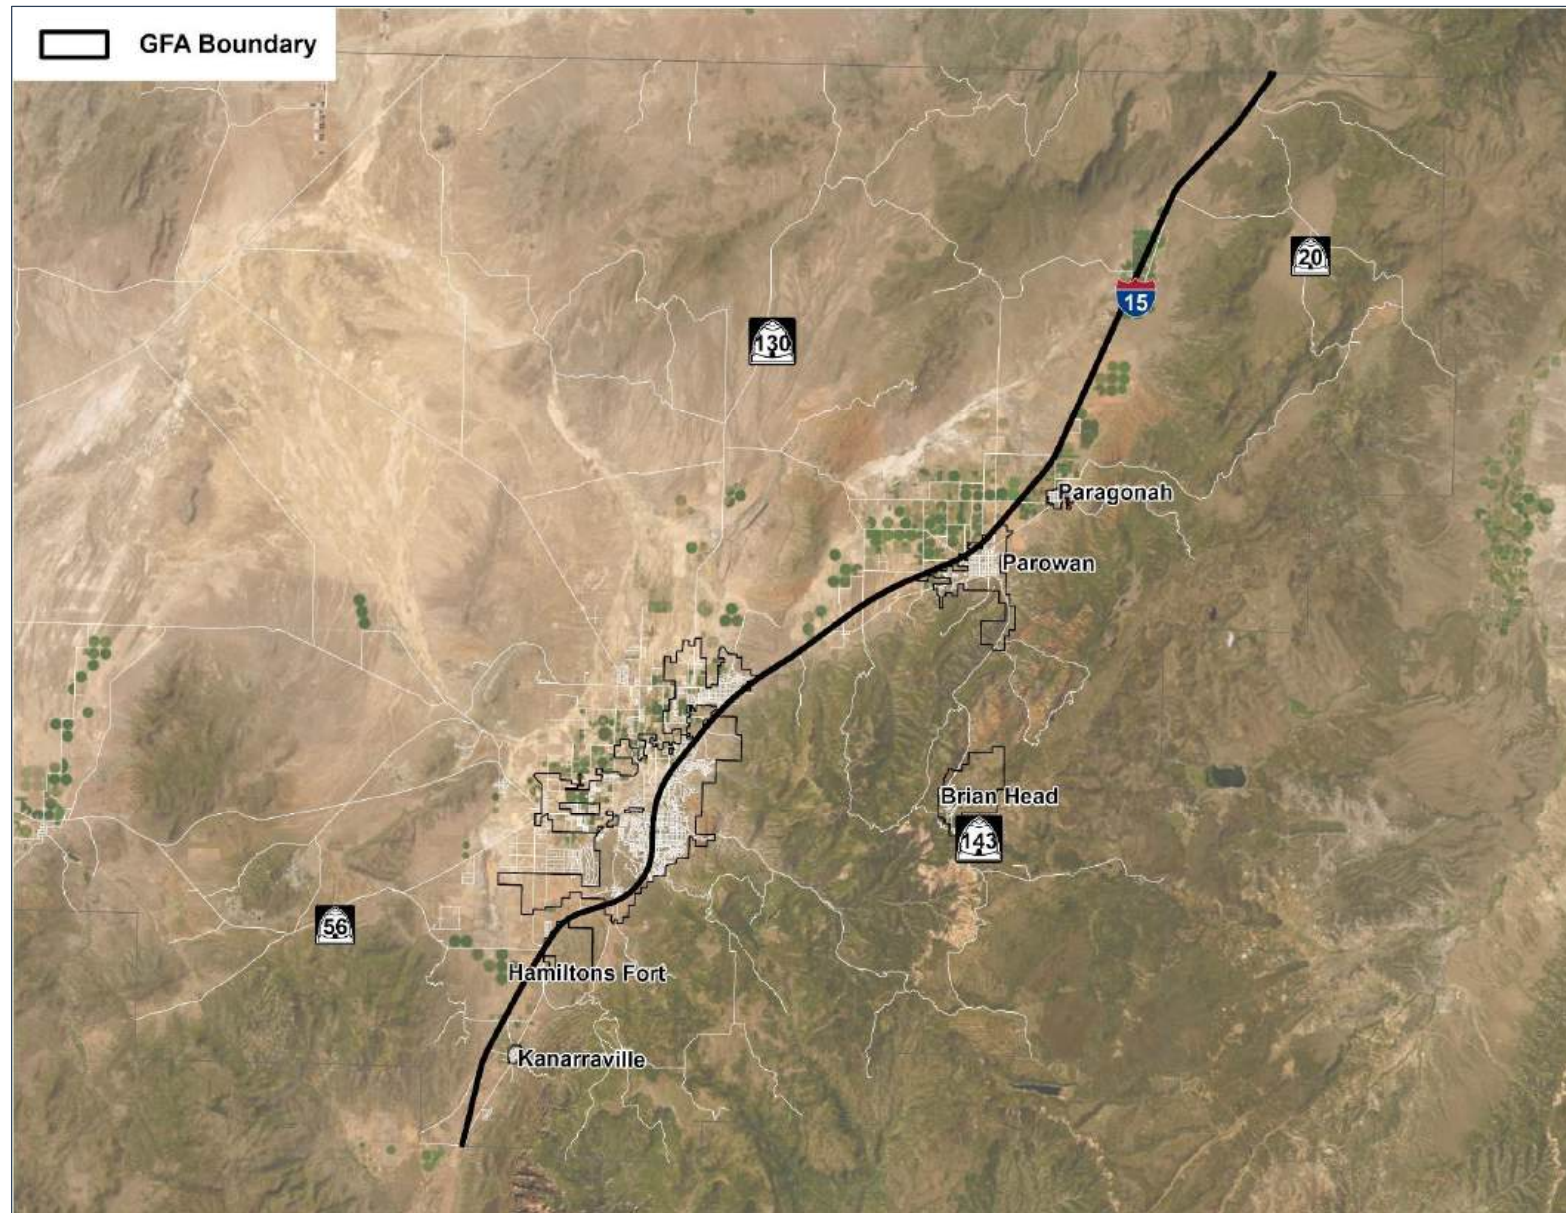 GFA Boundary
20
15
130
Paragonah
Parowan
Brian Head
143
56
Hamiltons Fort
Kanarraville